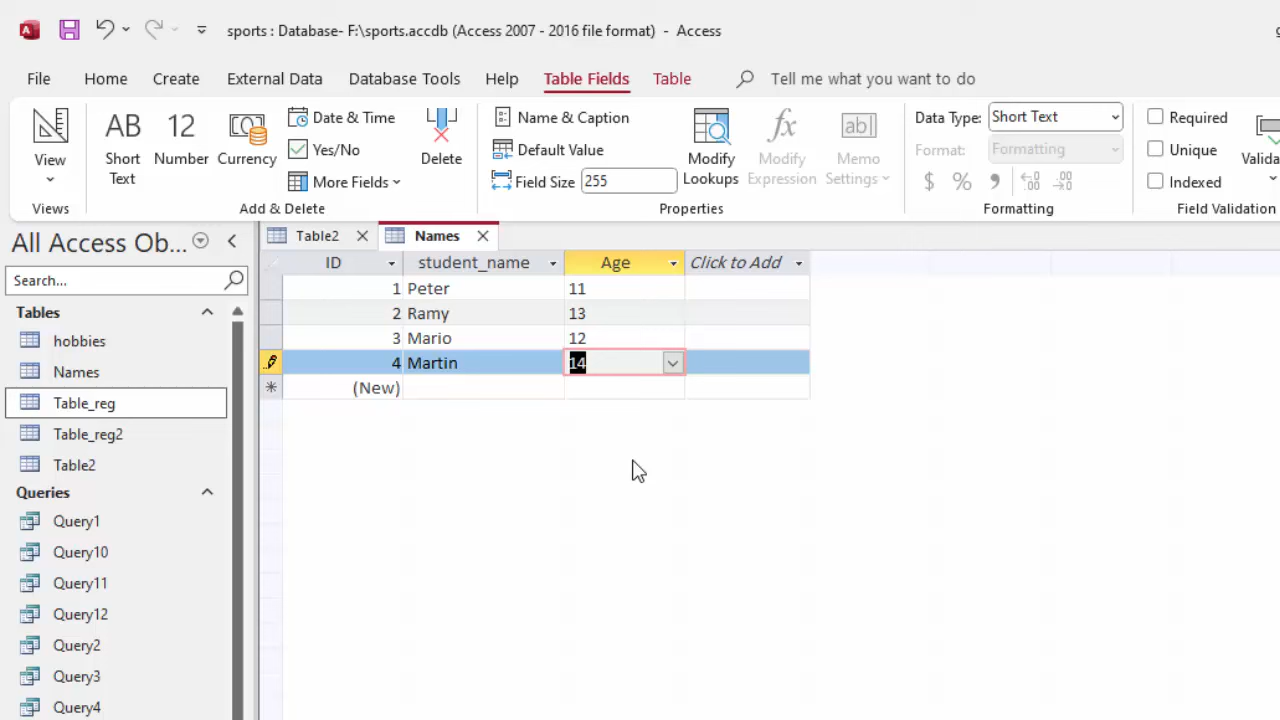 sports : Database- F:\sports.accdb (Access 2007 - 2016 file format) - Access
File Home Create External Data Database Tools Help Table Fields Table Tell me what you want to do
View
Views
AB
Short
Text
12
Number
Currency
Date & Time
Yes/No
More Fields
Delete
Add & Delete
Name & Caption
Default Value
Field Size 255
Modify
Lookups
fx
Modify
Expression
ab
Memo
Settings
Properties
Data Type: Short Text
Format: Formatting
$ % 9 .00 .00
Formatting
Required
Unique
Indexed
Valida
Field Validation
All Access Ob...
Search...
Tables
hobbies
Names
Table_reg
Table_reg2
Table2
Queries
Query1
Query10
Query11
Query12
Query2
Query3
Query4
Table2 Names
ID student_name Age Click to Add
1 Peter 11
2 Ramy 13
3 Mario 12
4 Martin 14
(New)